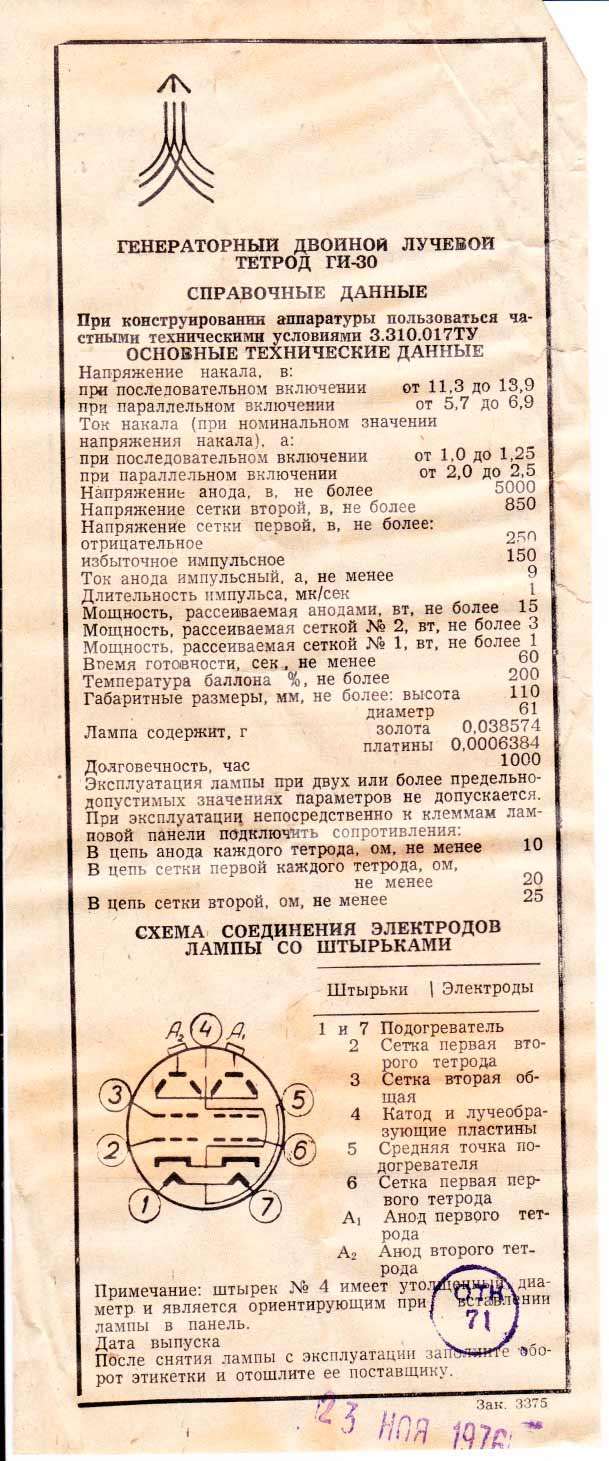 ГЕНЕРАТОРНЫЙ ДВОЙНОЙ ЛУЧЕВОЙ
ТЕТРОД ГИ-30
СПРАВОЧНЫЕ ДАННЫЕ
При конструировании аппаратуры пользоваться ча-
стными техническими условиями 3.310.017ТУ
ОСНОВНЫЕ ТЕХНИЧЕСКИЕ ДАННЫЕ
Напряжение накала, в:
при последовательном включении от 11,3 до 13,9
при параллельном включении от 5,7 до 6,9
Ток накала (при номинальном значении
напряжения накала), а:
при последовательном включении от 1,0 до 1,25
при параллельном включении от 2,0 до 2,5
Напряжение анода, в, не более 5000
Напряжение сетки второй, в, не более 850
Напряжение сетки первой, в, не более:
отрицательное 250
избыточное импульсное 150
Ток анода импульсный, а, не менее 9
Длительность импульса, мк/сек 1
Мощность, рассеиваемая анодами, вт, не более 15
Мощность, рассеиваемая сеткой № 2, вт, не более 3
Мощность, рассеиваемая сеткой № 1, вт, не более 1
Время готовности, сек., не менее 60
Температура баллона %, не более 200
Габаритные размеры, мм, не более: высота 110
диаметр 61
Лампа содержит, г золота 0,038574
платины 0,0006384
Долговечность, час 1000
Эксплуатация лампы при двух или более предельно-
допустимых значениях параметров не допускается.
При эксплуатации непосредственно к клеммам лам-
повой панели подключить сопротивления:
В цепь анода каждого тетрода, ом, не менее 10
В цепь сетки первой каждого тетрода, ом,
не менее 20
В цепь сетки второй, ом, не менее 25
СХЕМА СОЕДИНЕНИЯ ЭЛЕКТРОДОВ
ЛАМПЫ СО ШТЫРЬКАМИ
A₂ 4 A₁
3 5
2 6
1 7
Штырьки | Электроды
1 и 7 Подогреватель
2 Сетка первая вто-
рого тетрода
3 Сетка вторая об-
щая
4 Катод и лучеобра-
зующие пластины
5 Средняя точка по-
догревателя
6 Сетка первая пер-
вого тетрода
A₁ Анод первого тет-
рода
A₂ Анод второго тет-
рода
Примечание: штырек № 4 имеет утолщенный диа-
метр и является ориентирующим при вставлении
лампы в панель.
Дата выпуска
После снятия лампы с эксплуатации заполните обо-
рот этикетки и отошлите ее поставщику.
ОТК
71
Зак. 3375
23 НОЯ 1976